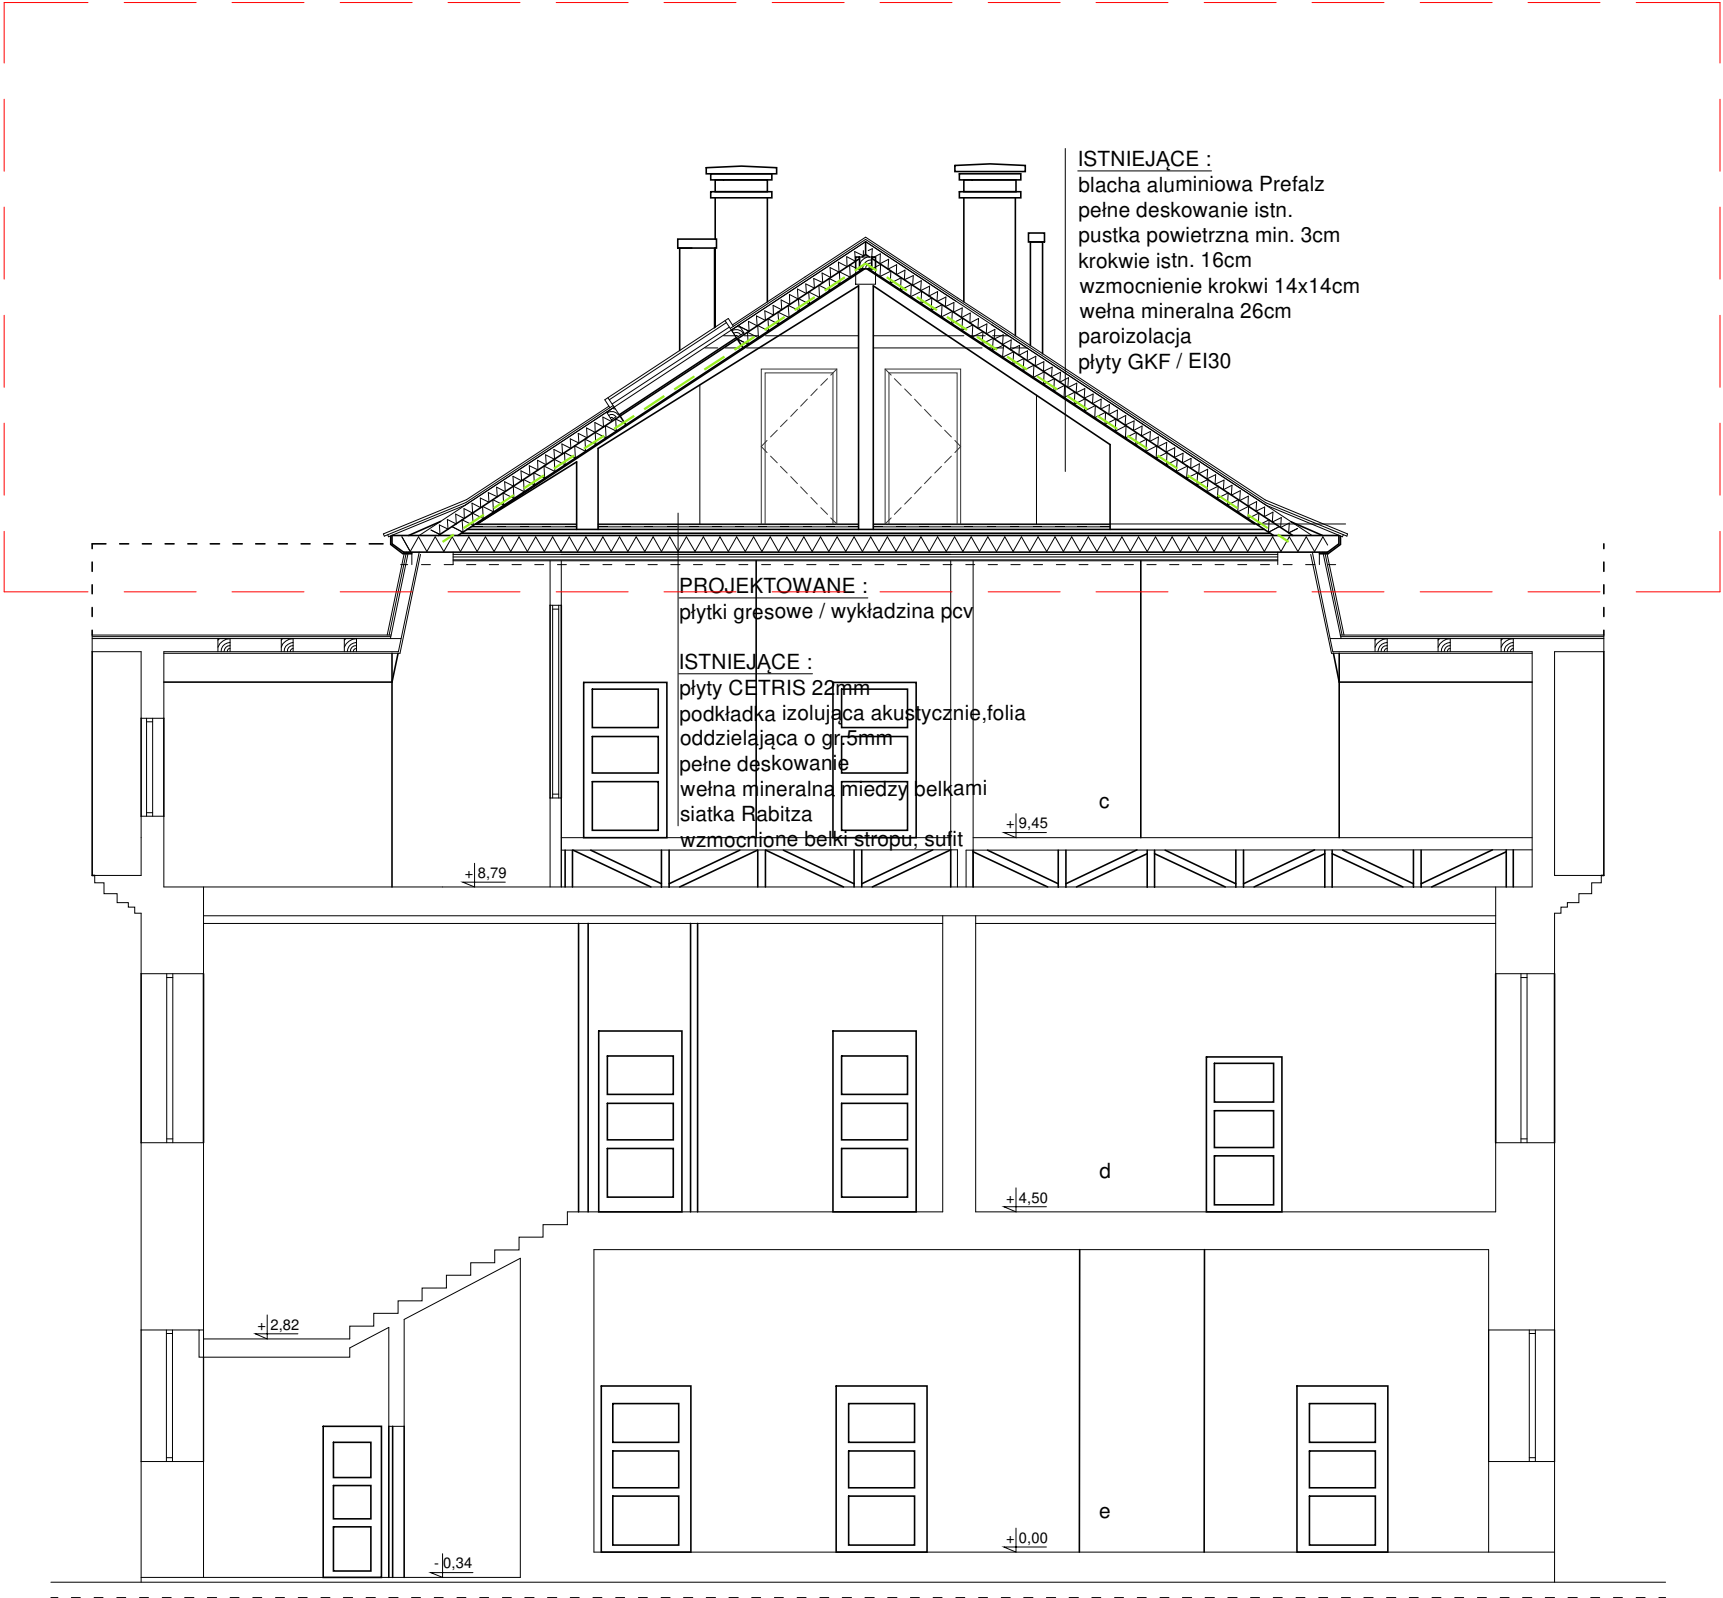 ISTNIEJĄCE :
blacha aluminiowa Prefalz
pełne deskowanie istn.
pustka powietrzna min. 3cm
krokwie istn. 16cm
wzmocnienie krokwi 14x14cm
wełna mineralna 26cm
paroizolacja
płyty GKF / EI30
PROJEKTOWANE :
płytki gresowe / wykładzina pcv
ISTNIEJĄCE :
płyty CETRIS 22mm
podkładka izolująca akustycznie,folia
oddzielająca o gr.5mm
pełne deskowanie
wełna mineralna miedzy belkami
siatka Rabitza
wzmocnione belki stropu, sufit
c
+9,45
+8,79
d
+4,50
+2,82
e
+0,00
-0,34